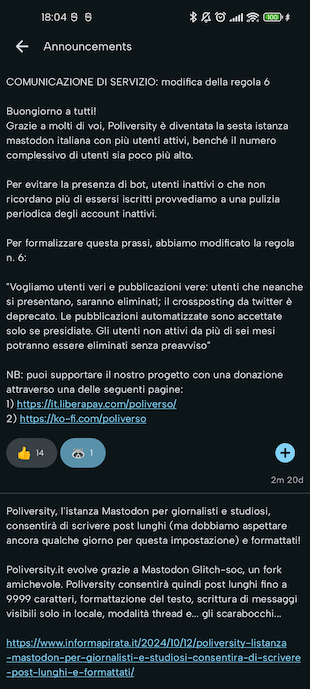 18:04
100
Announcements
COMUNICAZIONE DI SERVIZIO: modifica della regola 6
Buongiorno a tutti!
Grazie a molti di voi, Poliversity è diventata la sesta istanza
mastodon italiana con più utenti attivi, benché il numero
complessivo di utenti sia poco più alto.
Per evitare la presenza di bot, utenti inattivi o che non
ricordano più di essersi iscritti provvediamo a una pulizia
periodica degli account inattivi.
Per formalizzare questa prassi, abbiamo modificato la regola
n. 6:
"Vogliamo utenti veri e pubblicazioni vere: utenti che neanche
si presentano, saranno eliminati; il crossposting da twitter è
deprecato. Le pubblicazioni automatizzate sono accettate
solo se presidiate. Gli utenti non attivi da più di sei mesi
potranno essere eliminati senza preavviso"
NB: puoi supportare il nostro progetto con una donazione
attraverso una delle seguenti pagine:
1) https://it.liberapay.com/poliverso/
2) https://ko-fi.com/poliverso
14
1
2m 20d
Poliversity, l'istanza Mastodon per giornalisti e studiosi,
consentirà di scrivere post lunghi (ma dobbiamo aspettare
ancora qualche giorno per questa impostazione) e formattati!
Poliversity.it evolve grazie a Mastodon Glitch-soc, un fork
amichevole. Poliversity consentirà quindi post lunghi fino a
9999 caratteri, formattazione del testo, scrittura di messaggi
visibili solo in locale, modalità thread e... gli scarabocchi...
https://www.informapirata.it/2024/10/12/poliversity-listanza
-mastodon-per-giornalisti-e-studiosi-consentira-di-scrivere
-post-lunghi-e-formattati/